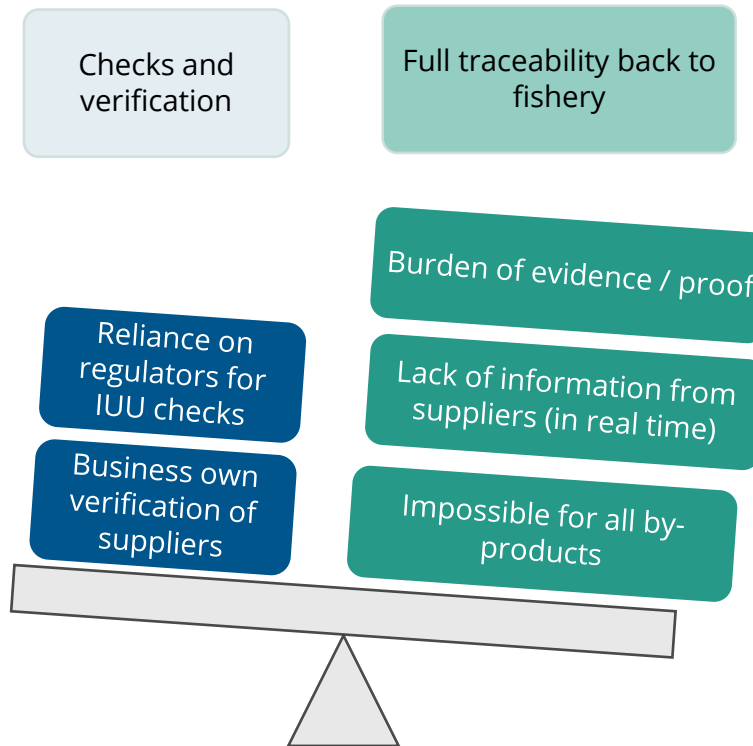 Checks and
verification
Full traceability back to
fishery
Burden of evidence / proof
Reliance on
regulators for
IUU checks
Lack of information from
suppliers (in real time)
Business own
verification of
suppliers
Impossible for all by-
products